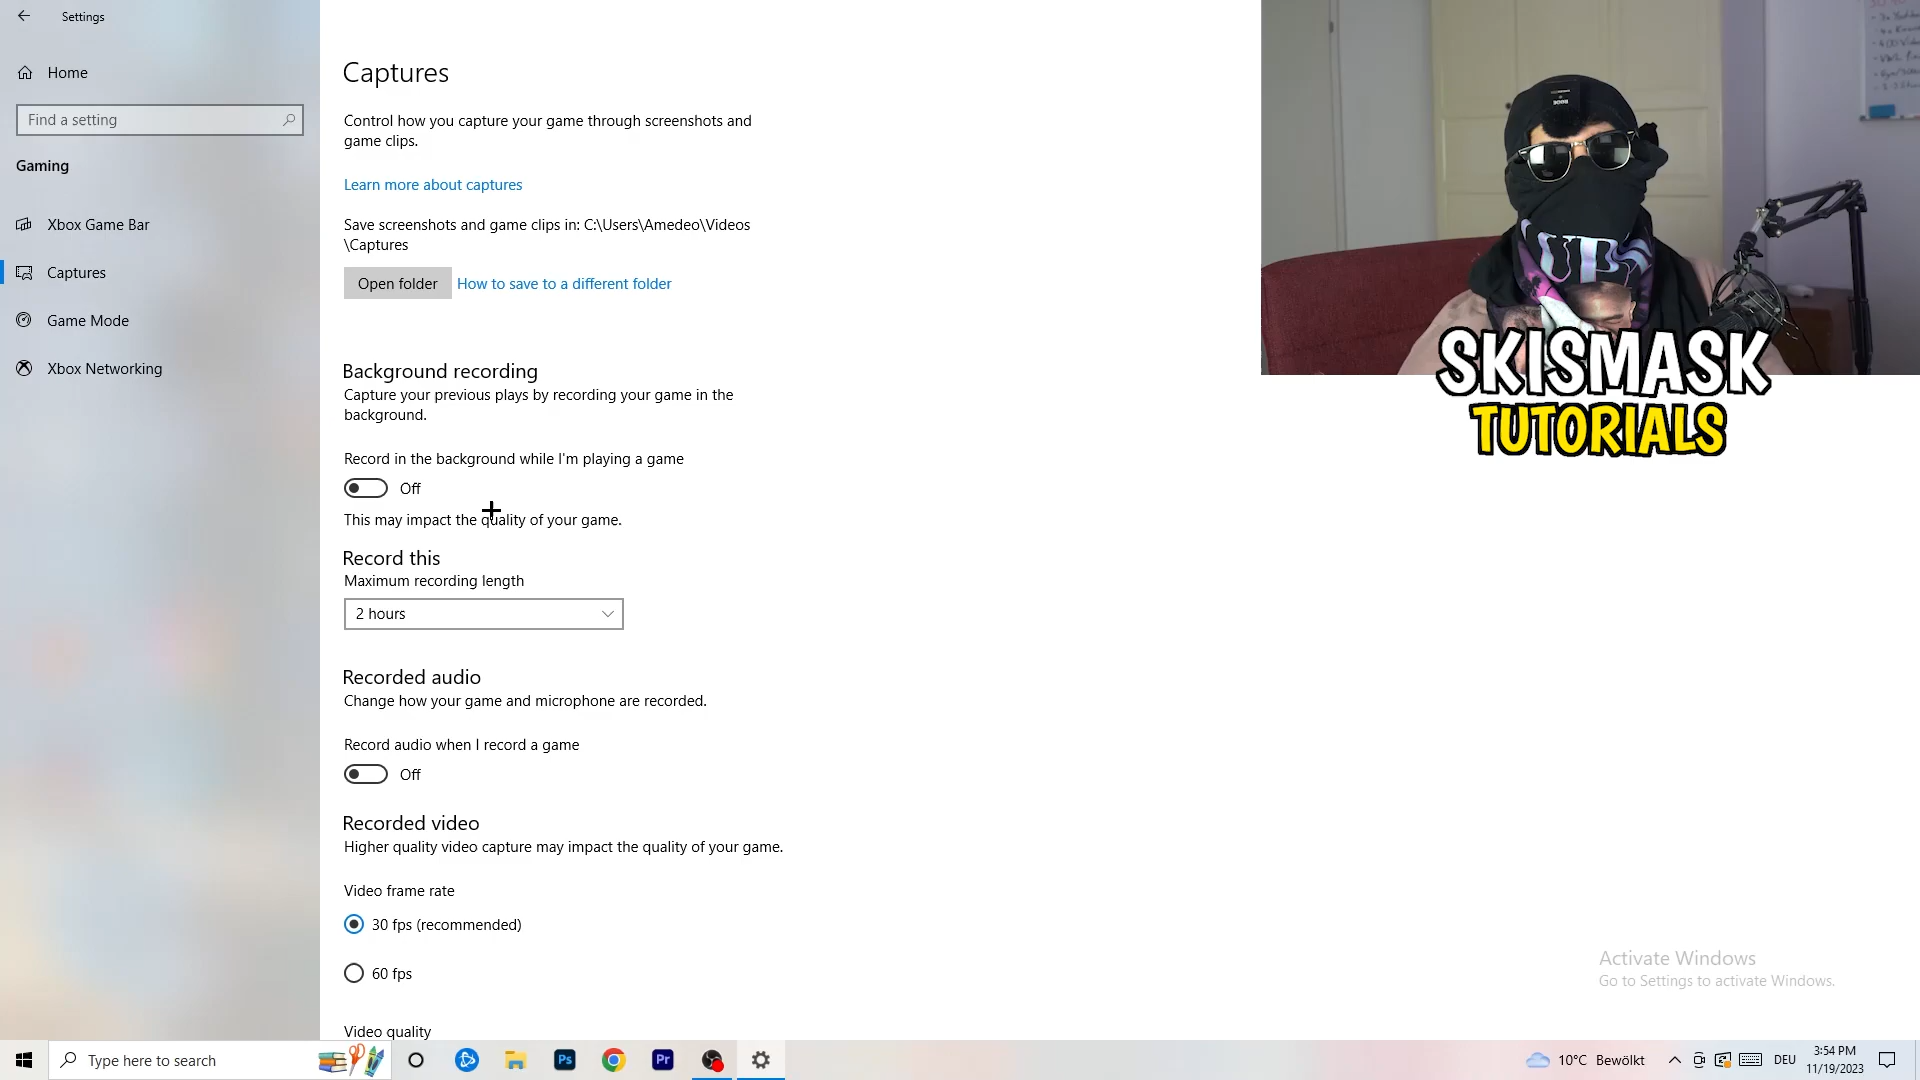 Settings
Home
Find a setting
Gaming
Xbox Game Bar
Captures
Game Mode
Xbox Networking
Captures
Control how you capture your game through screenshots and
game clips.
Learn more about captures
Save screenshots and game clips in: C:\Users\Amedeo\Videos
\Captures
Open folder
How to save to a different folder
Background recording
Capture your previous plays by recording your game in the
background.
Record in the background while I'm playing a game
Off
This may impact the quality of your game.
Record this
Maximum recording length
2 hours
Recorded audio
Change how your game and microphone are recorded.
Record audio when I record a game
Off
Recorded video
Higher quality video capture may impact the quality of your game.
Video frame rate
30 fps (recommended)
60 fps
Video quality
SKISMASK
TUTORIALS
Activate Windows
Go to Settings to activate Windows.
Type here to search
Ps
Pr
10°C Bewölkt
DEU
3:54 PM
11/19/2023